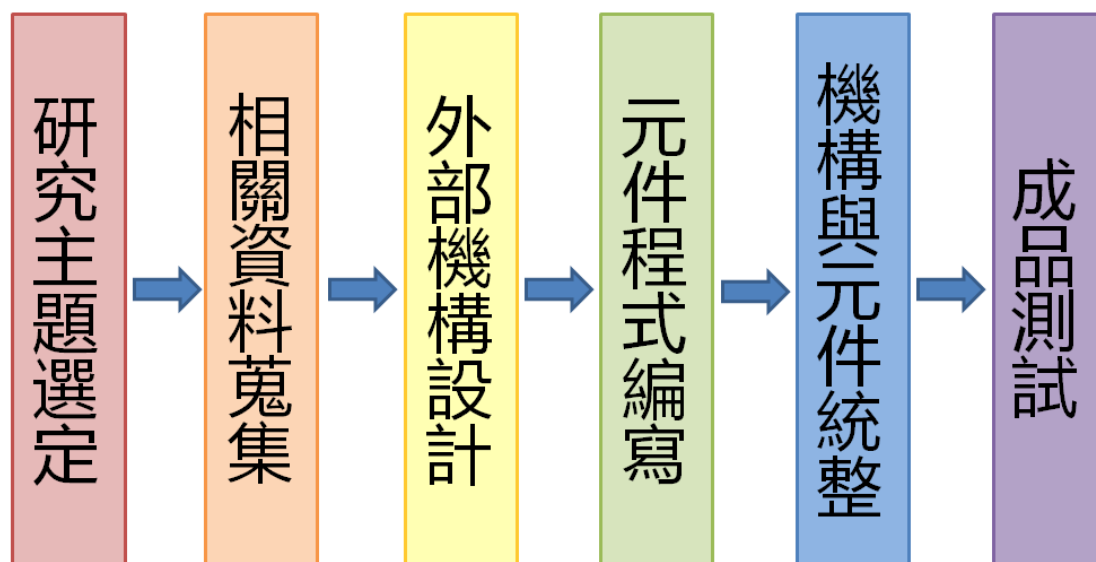 研究主題選定
相關資料蒐集
外部機構設計
元件程式編寫
機構與元件統整
成品測試